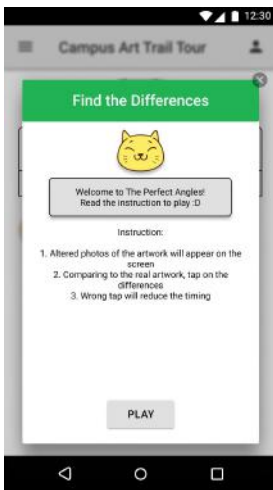 12:30
Campus Art Trail Tour
Find the Differences
Welcome to The Perfect Angles!
Read the instruction to play :D
Instruction:
1. Altered photos of the artwork will appear on the
screen
2. Comparing to the real artwork, tap on the
differences
3. Wrong tap will reduce the timing
PLAY